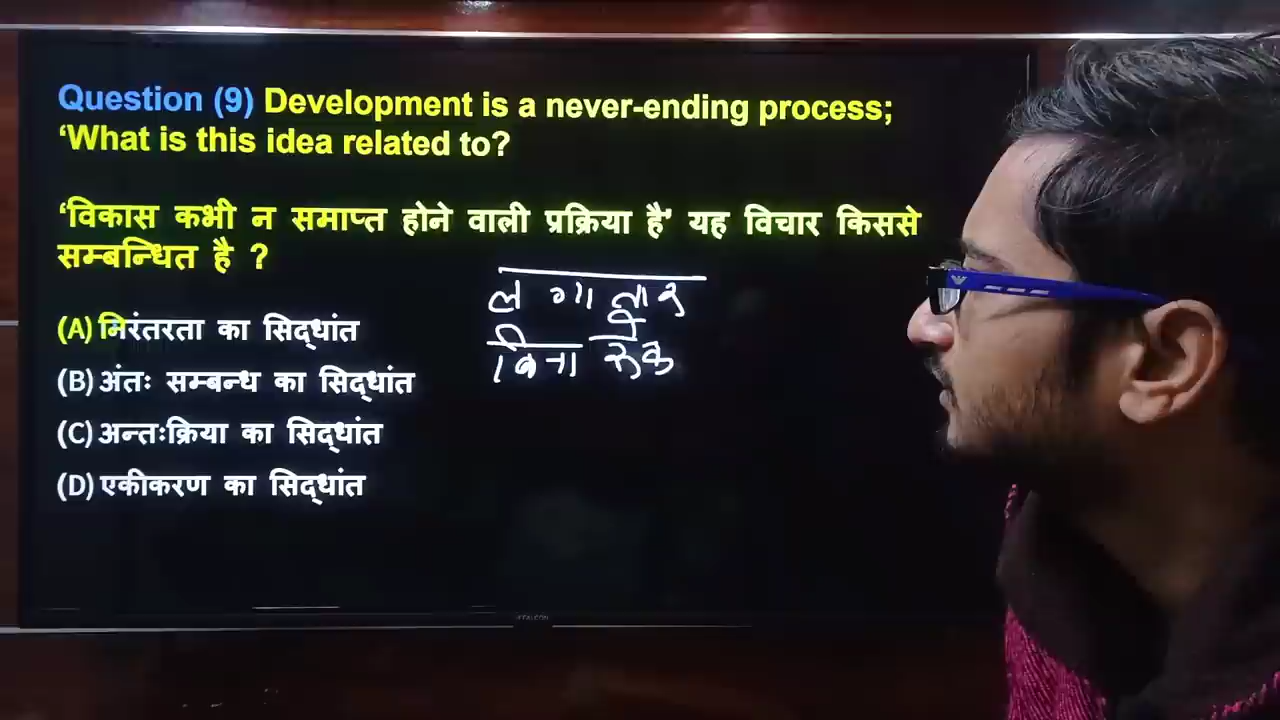 Question (9) Development is a never-ending process;
‘What is this idea related to?
‘विकास कभी न समाप्त होने वाली प्रक्रिया है’ यह विचार किससे
सम्बन्धित है ?
लगातार
बिना रुके
(A) निरंतरता का सिद्धांत
(B) अंतः सम्बन्ध का सिद्धांत
(C) अन्तःक्रिया का सिद्धांत
(D) एकीकरण का सिद्धांत